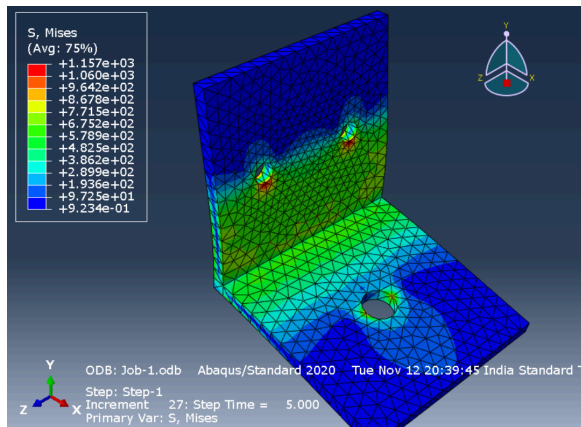 S, Mises
(Avg: 75%)
+1.157e+03
+1.060e+03
+9.642e+02
+8.678e+02
+7.715e+02
+6.752e+02
+5.789e+02
+4.825e+02
+3.862e+02
+2.899e+02
+1.936e+02
+9.725e+01
+9.234e-01
Y
Z X
ODB: Job-1.odb Abaqus/Standard 2020 Tue Nov 12 20:39:45 India Standard T
Y
Z X
Step: Step-1
Increment 27: Step Time = 5.000
Primary Var: S, Mises